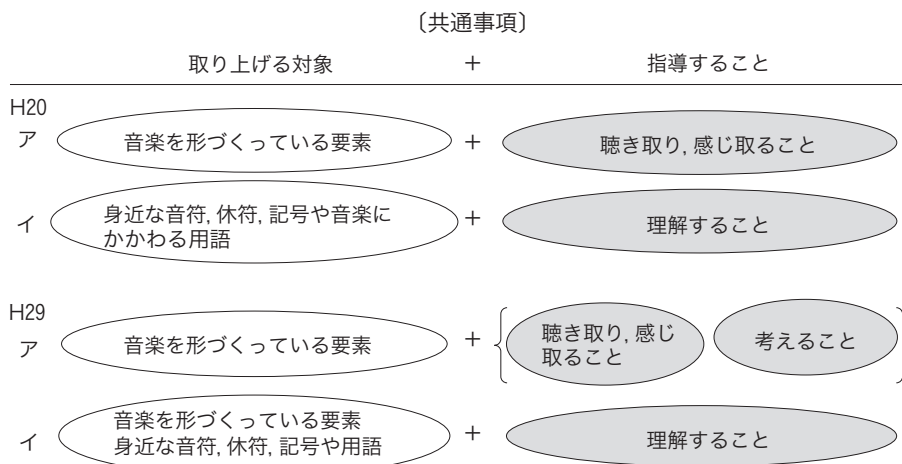 〔共通事項〕
取り上げる対象 + 指導すること
H20
ア 音楽を形づくっている要素 + 聴き取り, 感じ取ること
イ 身近な音符, 休符, 記号や音楽に
かかわる用語 + 理解すること
H29
ア 音楽を形づくっている要素 + 聴き取り, 感じ
取ること 考えること
イ 音楽を形づくっている要素
身近な音符, 休符, 記号や用語 + 理解すること